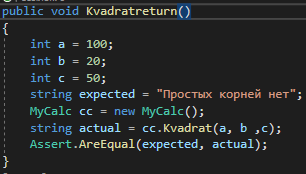 public void Kvadratreturn()
{
int a = 100;
int b = 20;
int c = 50;
string expected = "Простых корней нет";
MyCalc cc = new MyCalc();
string actual = cc.Kvadrat(a, b ,c);
Assert.AreEqual(expected, actual);
}